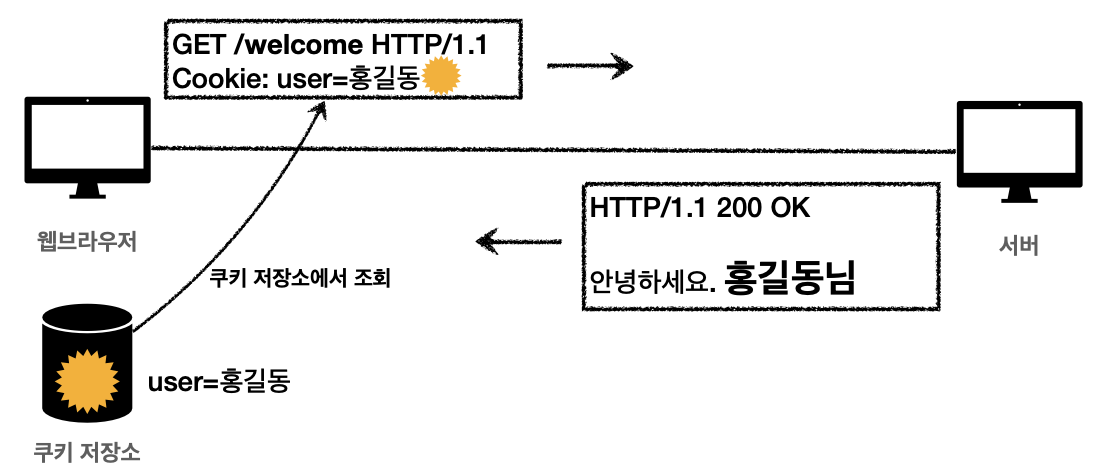 GET /welcome HTTP/1.1
Cookie: user=홍길동
웹브라우저
서버
HTTP/1.1 200 OK
안녕하세요. 홍길동님
쿠키 저장소에서 조회
user=홍길동
쿠키 저장소